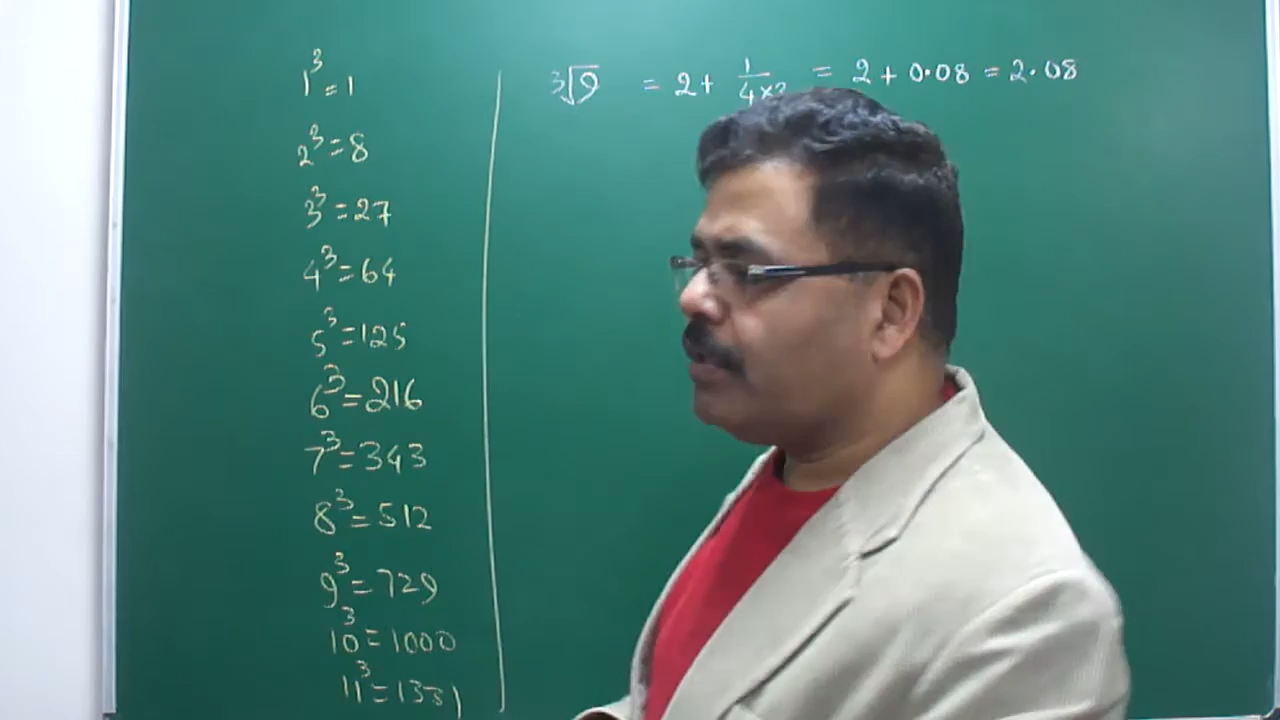 1³ = 1
2³ = 8
3³ = 27
4³ = 64
5³ = 125
6³ = 216
7³ = 343
8³ = 512
9³ = 729
10³ = 1000
11³ = 1331
∛9 = 2 + 1/4×3 = 2 + 0.08 = 2.08